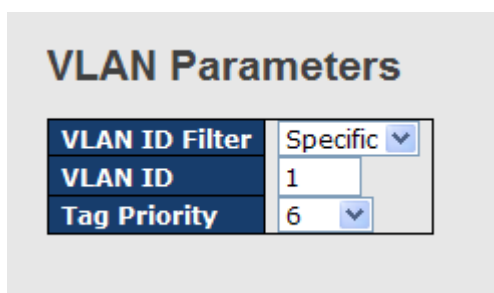 VLAN Parameters
VLAN ID Filter Specific
VLAN ID 1
Tag Priority 6